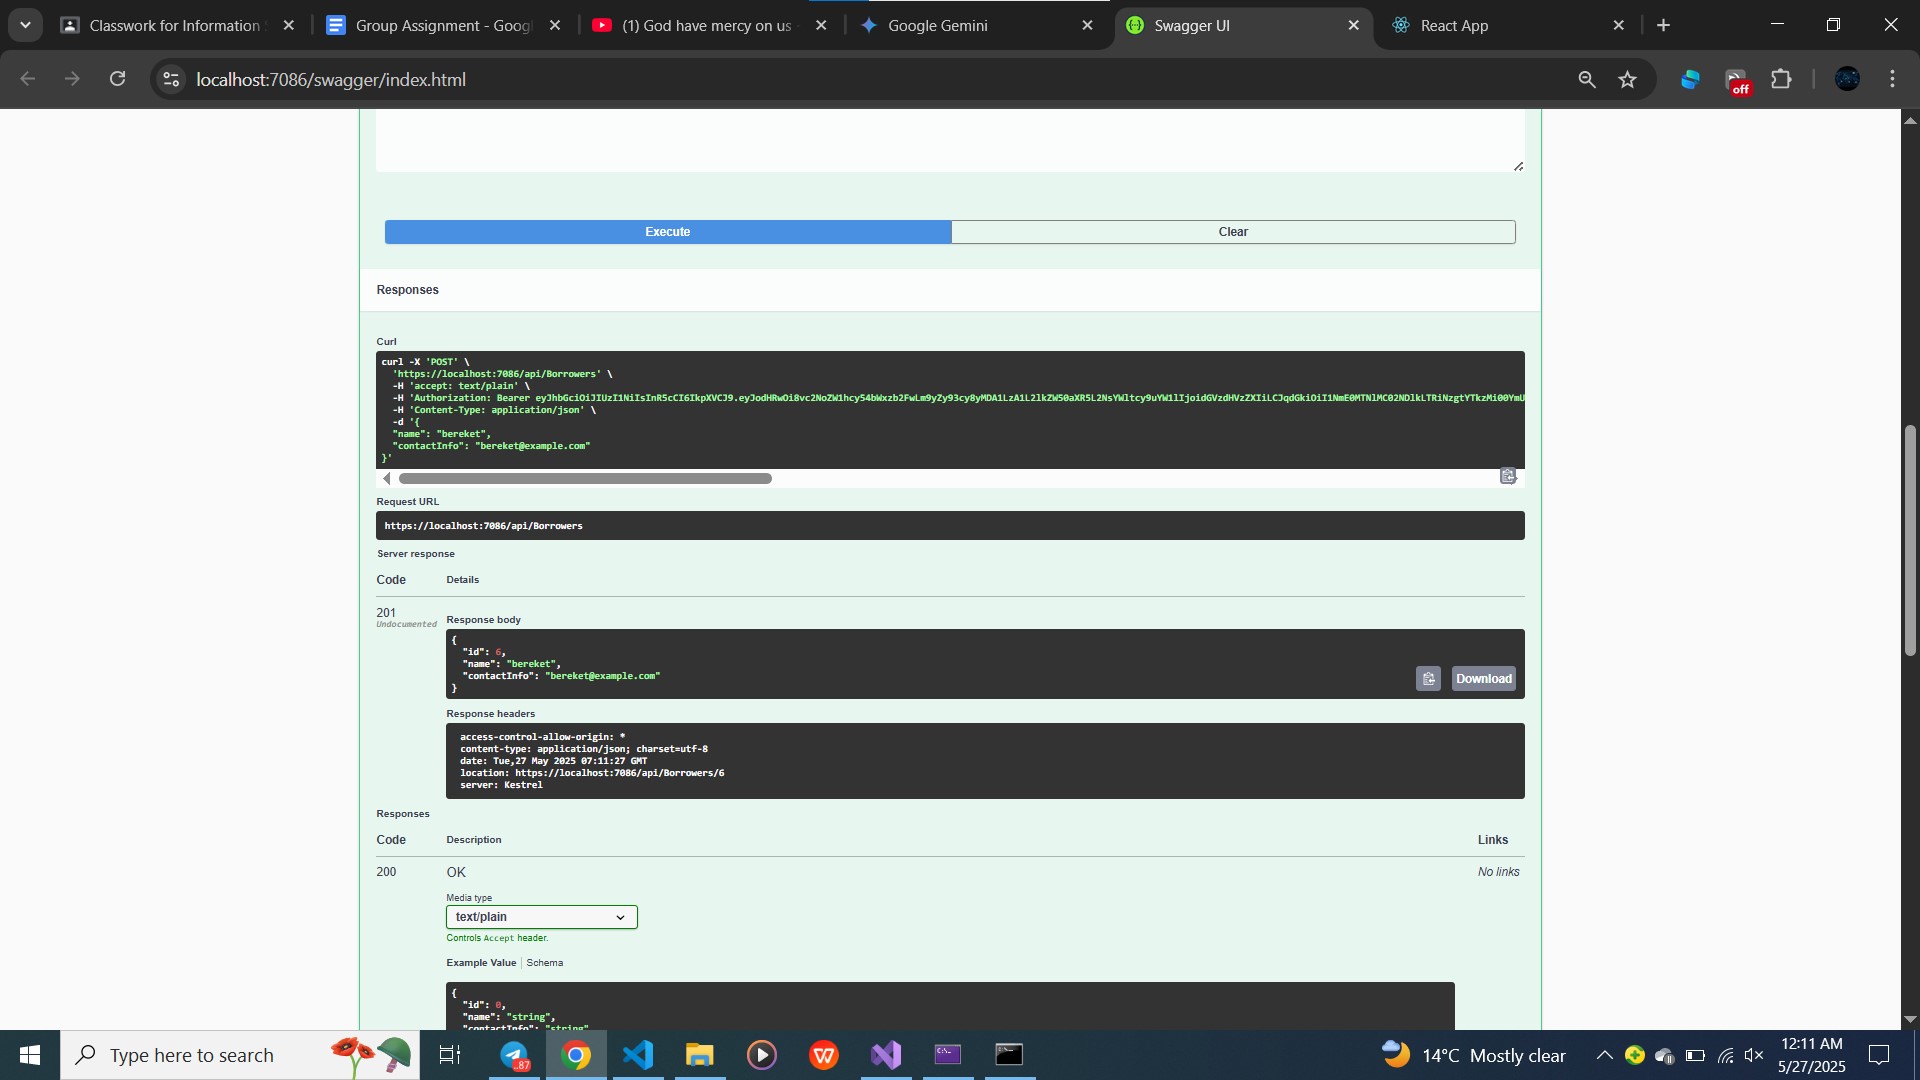 Classwork for Information
Group Assignment - Goog
(1) God have mercy on us
Google Gemini
Swagger UI
React App
localhost:7086/swagger/index.html
off
Execute
Clear
Responses
Curl
curl -X 'POST' \
'https://localhost:7086/api/Borrowers' \
-H 'accept: text/plain' \
-H 'Authorization: Bearer
-H 'Content-Type: application/json' \
-d '{
"name": "bereket",
"contactInfo": "bereket@example.com"
}'
Request URL
https://localhost:7086/api/Borrowers
Server response
Code
Details
201
Undocumented
Response body
{
"id": 6,
"name": "bereket",
"contactInfo": "bereket@example.com"
}
Download
Response headers
access-control-allow-origin: *
content-type: application/json; charset=utf-8
date: Tue,27 May 2025 07:11:27 GMT
location: https://localhost:7086/api/Borrowers/6
server: Kestrel
Responses
Code
Description
Links
200
OK
No links
Media type
text/plain
Controls Accept header.
Example Value
Schema
{
"id": 0,
"name": "string",
"contactInfo": "string"
Type here to search
87
14°C Mostly clear
12:11 AM
5/27/2025